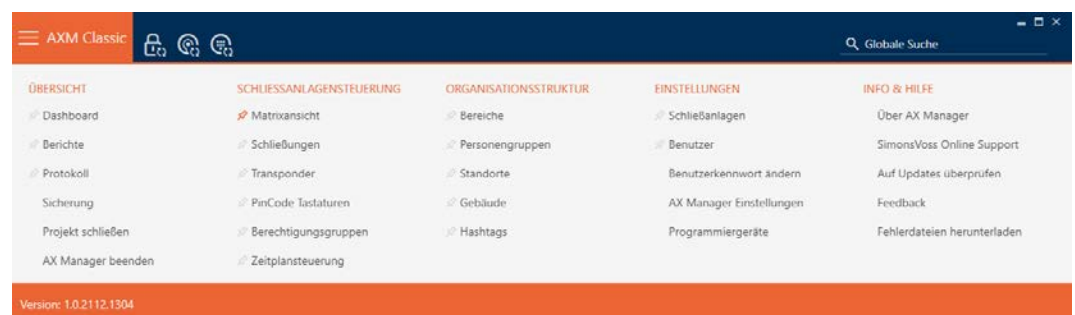 AXM Classic
Globale Suche
ÜBERSICHT
Dashboard
Berichte
Protokoll
Sicherung
Projekt schließen
AX Manager beenden
SCHLIESSANLAGENSTEUERUNG
Matrixansicht
Schließungen
Transponder
PinCode Tastaturen
Berechtigungsgruppen
Zeitplansteuerung
ORGANISATIONSSTRUKTUR
Bereiche
Personengruppen
Standorte
Gebäude
Hashtags
EINSTELLUNGEN
Schließanlagen
Benutzer
Benutzerkennwort ändern
AX Manager Einstellungen
Programmiergeräte
INFO & HILFE
Über AX Manager
SimonsVoss Online Support
Auf Updates überprüfen
Feedback
Fehlerdateien herunterladen
Version: 1.0.2112.1304